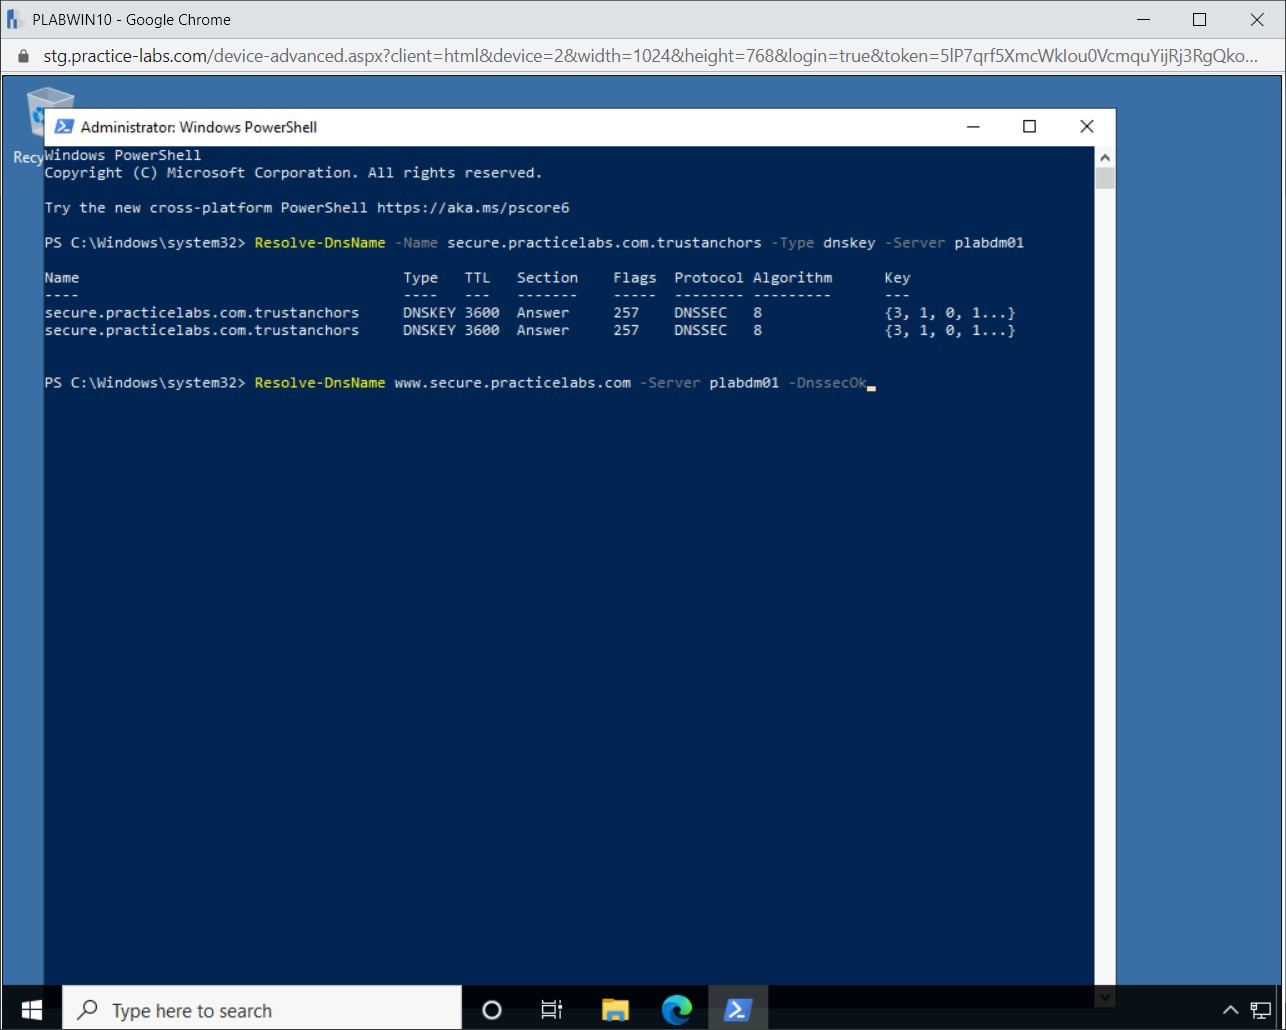 PLABWIN10 - Google Chrome
stg.practice-labs.com/device-advanced.aspx?client=html&device=2&width=1024&height=768&login=true&token=5lP7qrf5XmcWkIou0VcmquYijRj3RgQko...
Administrator: Windows PowerShell
Recy
Windows PowerShell
Copyright (C) Microsoft Corporation. All rights reserved.
Try the new cross-platform PowerShell https://aka.ms/pscore6
PS C:\Windows\system32> Resolve-DnsName -Name secure.practicelabs.com.trustanchors -Type dnskey -Server plabdm01
Name Type TTL Section Flags Protocol Algorithm Key
---- ---- --- ------- ----- -------- --------- ---
secure.practicelabs.com.trustanchors DNSKEY 3600 Answer 257 DNSSEC 8 {3, 1, 0, 1...}
secure.practicelabs.com.trustanchors DNSKEY 3600 Answer 257 DNSSEC 8 {3, 1, 0, 1...}
PS C:\Windows\system32> Resolve-DnsName www.secure.practicelabs.com -Server plabdm01 -DnssecOk
Type here to search